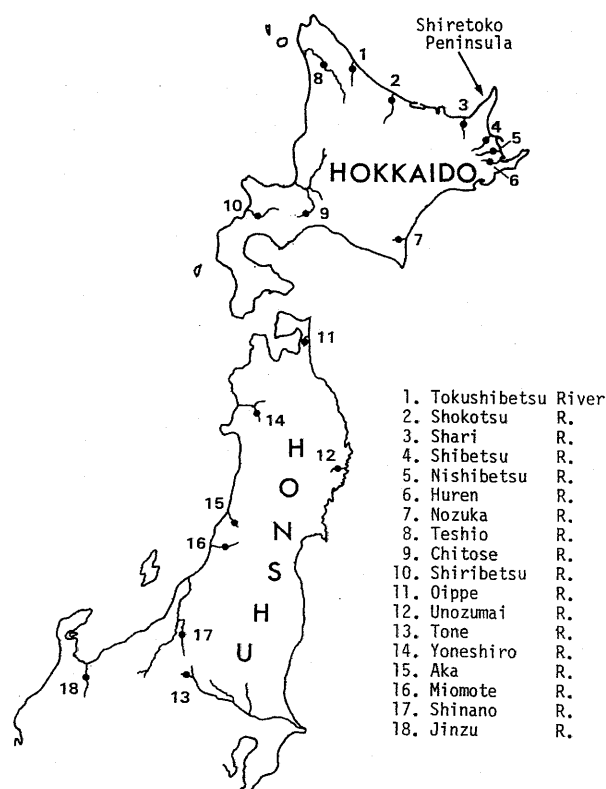 Shiretoko
Peninsula
1
8
2
3
4
5
HOKKAIDO
6
10
9
7
11
14
12
15
16
17
13
18
HONSHU
1. Tokushibetsu River
2. Shokotsu R.
3. Shari R.
4. Shibetsu R.
5. Nishibetsu R.
6. Huren R.
7. Nozuka R.
8. Teshio R.
9. Chitose R.
10. Shiribetsu R.
11. Oippe R.
12. Unozumai R.
13. Tone R.
14. Yoneshiro R.
15. Aka R.
16. Miomote R.
17. Shinano R.
18. Jinzu R.